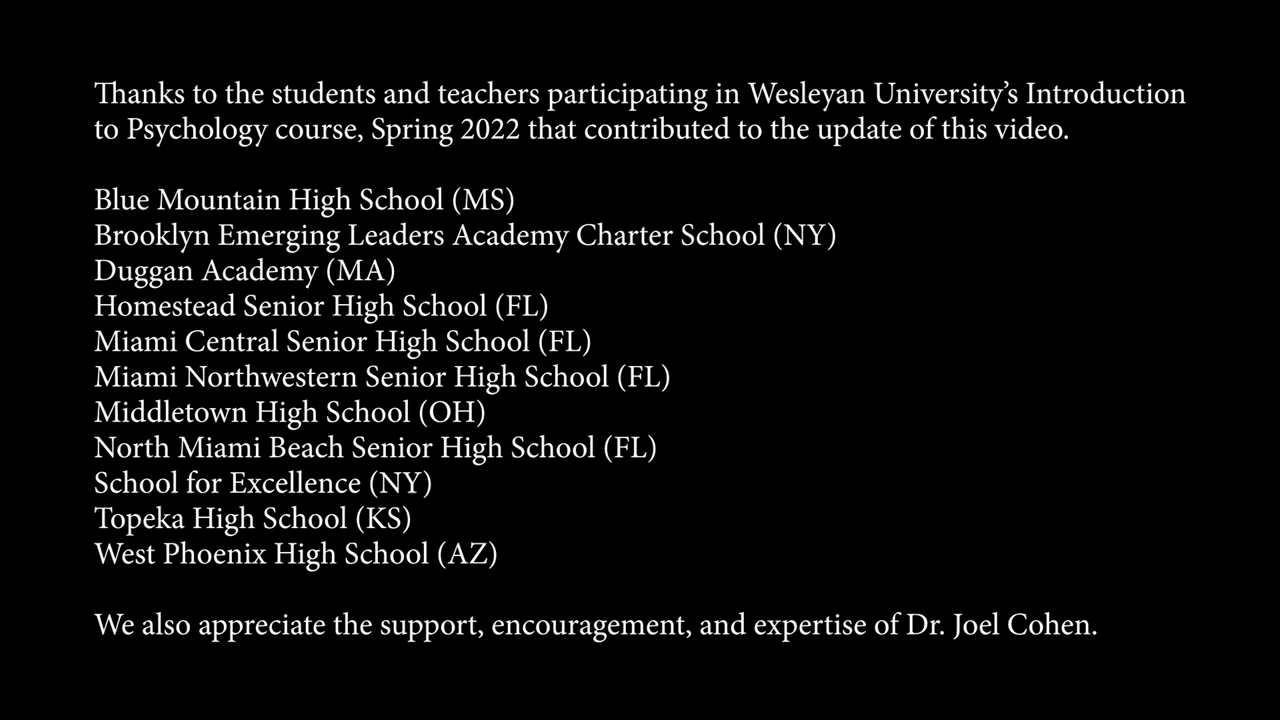 Thanks to the students and teachers participating in Wesleyan University’s Introduction
to Psychology course, Spring 2022 that contributed to the update of this video.
Blue Mountain High School (MS)
Brooklyn Emerging Leaders Academy Charter School (NY)
Duggan Academy (MA)
Homestead Senior High School (FL)
Miami Central Senior High School (FL)
Miami Northwestern Senior High School (FL)
Middletown High School (OH)
North Miami Beach Senior High School (FL)
School for Excellence (NY)
Topeka High School (KS)
West Phoenix High School (AZ)
We also appreciate the support, encouragement, and expertise of Dr. Joel Cohen.